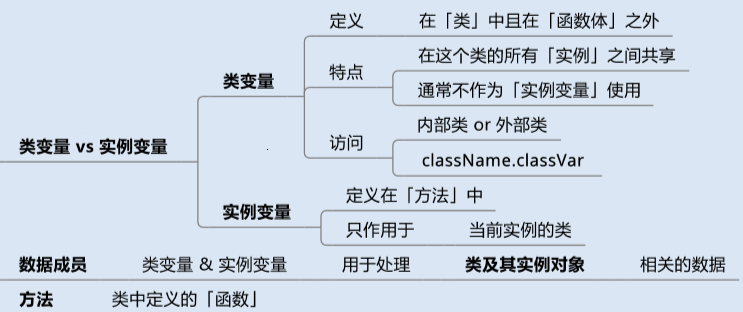 定义 在「类」中且在「函数体」之外
在这个类的所有「实例」之间共享
特点
类变量
通常不作为「实例变量」使用
内部类 or 外部类
访问
类变量 vs 实例变量
className.classVar
定义在「方法」中
实例变量
只作用于 当前实例的类
数据成员 类变量 & 实例变量 用于处理 类及其实例对象 相关的数据
方法 类中定义的「函数」